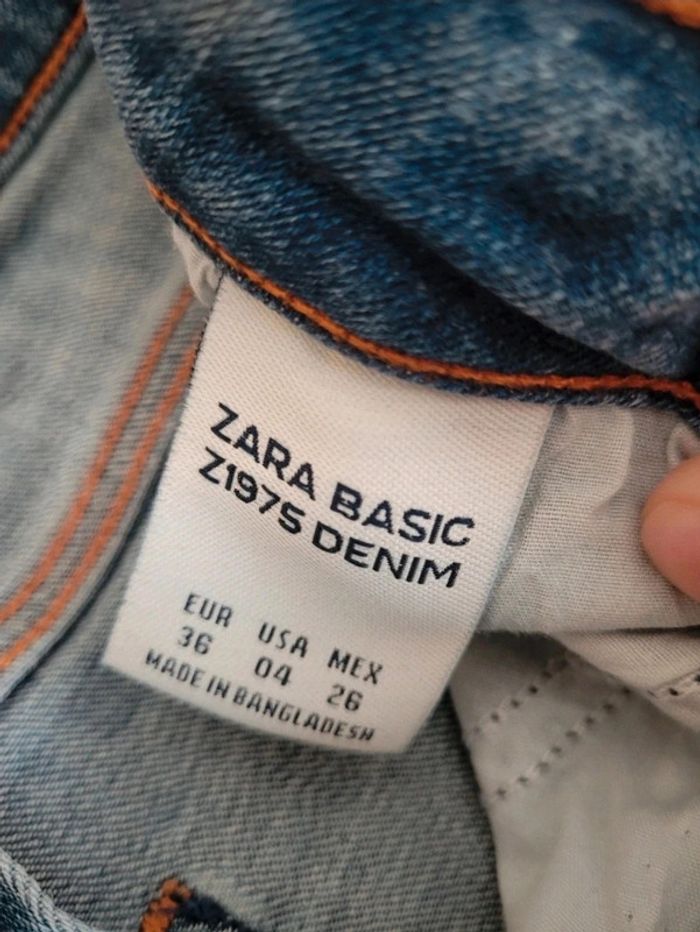 ZARA BASIC
Z1975 DENIM
EUR USA MEX
36 04 26
MADE IN BANGLADESH